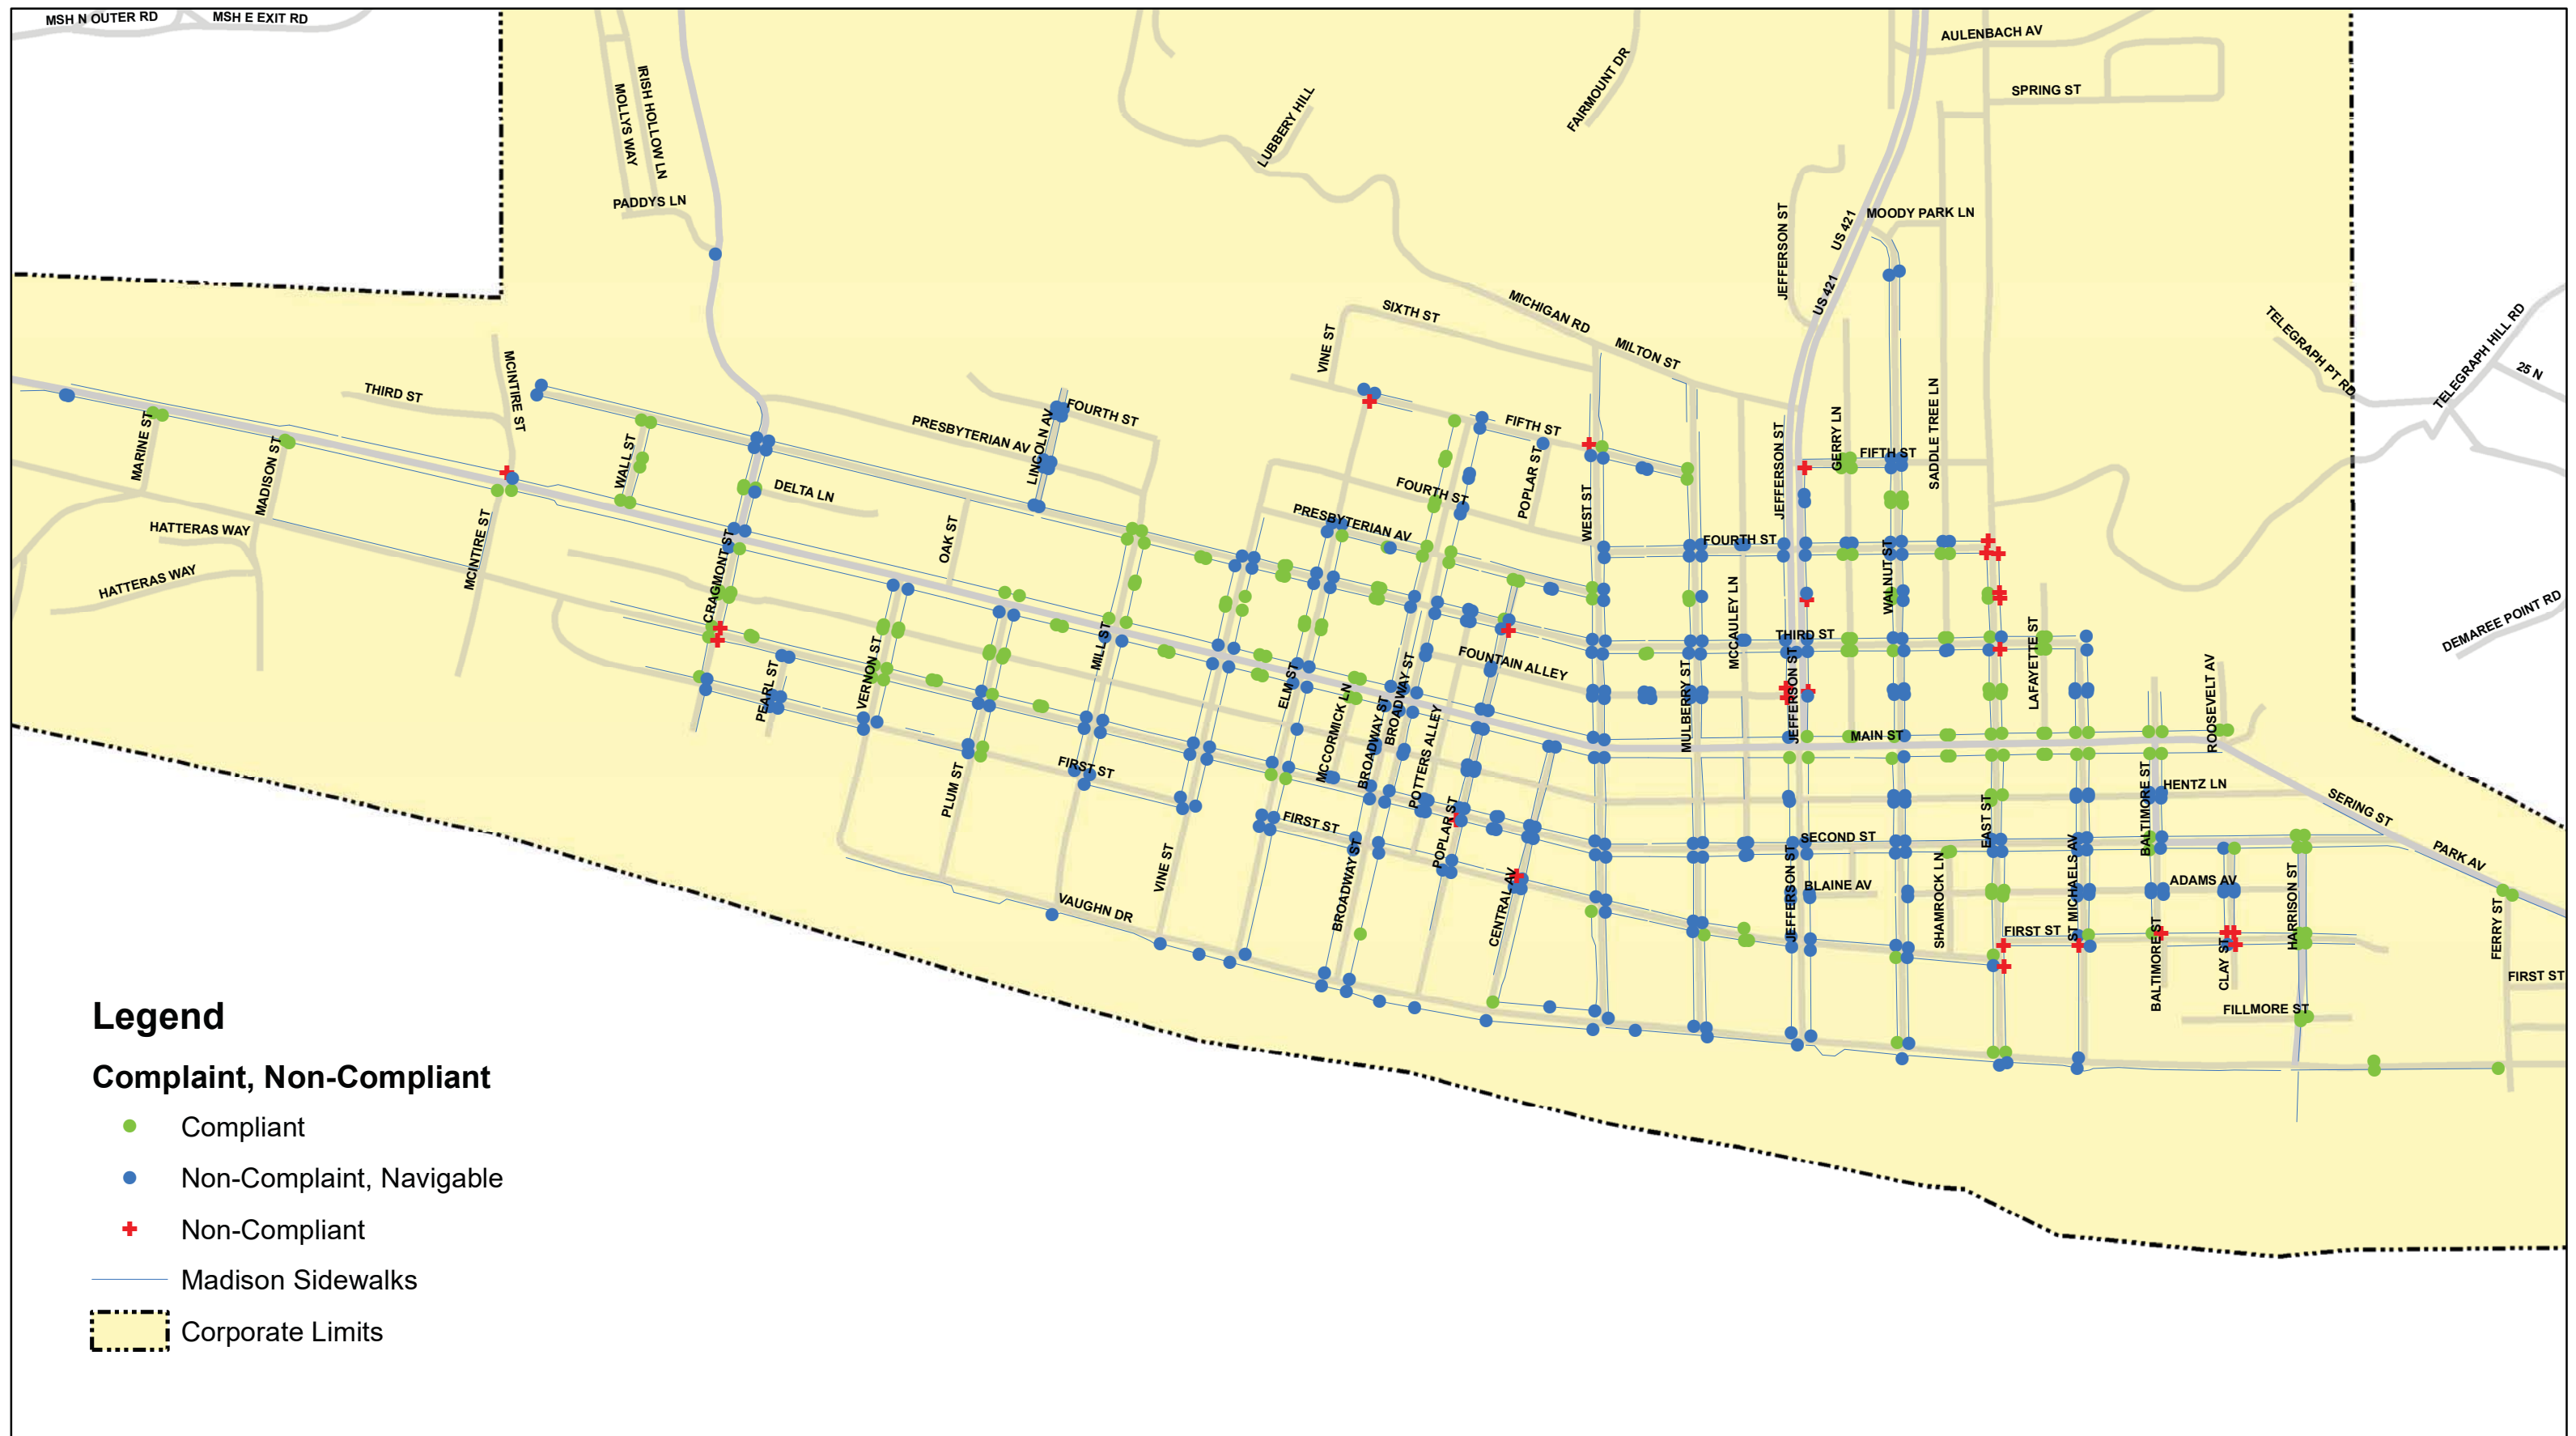 MSH N OUTER RD
MSH E EXIT RD
AULENBACH AV
SPRING ST
IRISH HOLLOW LN
MOLLYS WAY
PADDYS LN
LUBBERY HILL
FAIRMOUNT DR
MOODY PARK LN
JEFFERSON ST
US 421
US 421
MICHIGAN RD
SIXTH ST
MILTON ST
VINE ST
TELEGRAPH PT RD
TELEGRAPH HILL RD
25 N
THIRD ST
MCINTIRE ST
FOURTH ST
PRESBYTERIAN AV
LINCOLN AV
FIFTH ST
POPLAR ST
FOURTH ST
PRESBYTERIAN AV
WEST ST
JEFFERSON ST
GERRY LN
FIFTH ST
SADDLE TREE LN
MARINE ST
MADISON ST
WALL ST
DELTA LN
HATTERAS WAY
HATTERAS WAY
MCINTIRE ST
OAK ST
CRAGMONT ST
FOURTH ST
WALNUT ST
MCCAULEY LN
THIRD ST
LAFAYETTE ST
DEMAREE POINT RD
PEARL ST
VERNON ST
MILL ST
ELM ST
MCCORMICK LN
BROADWAY ST
BROADWAY ST
FOUNTAIN ALLEY
POTTERS ALLEY
MULBERRY ST
JEFFERSON ST
MAIN ST
ROOSEVELT AV
PLUM ST
FIRST ST
FIRST ST
POPLAR ST
HENTZ LN
SERING ST
BALTIMORE ST
EAST ST
SECOND ST
PARK AV
VINE ST
BROADWAY ST
CENTRAL AV
JEFFERSON ST
BLAINE AV
SHAMROCK LN
ST MICHAELS AV
ADAMS AV
HARRISON ST
FERRY ST
VAUGHN DR
FIRST ST
BALTIMORE ST
CLAY ST
FIRST ST
FILLMORE ST
Legend
Complaint, Non-Compliant
Compliant
Non-Complaint, Navigable
Non-Compliant
Madison Sidewalks
Corporate Limits